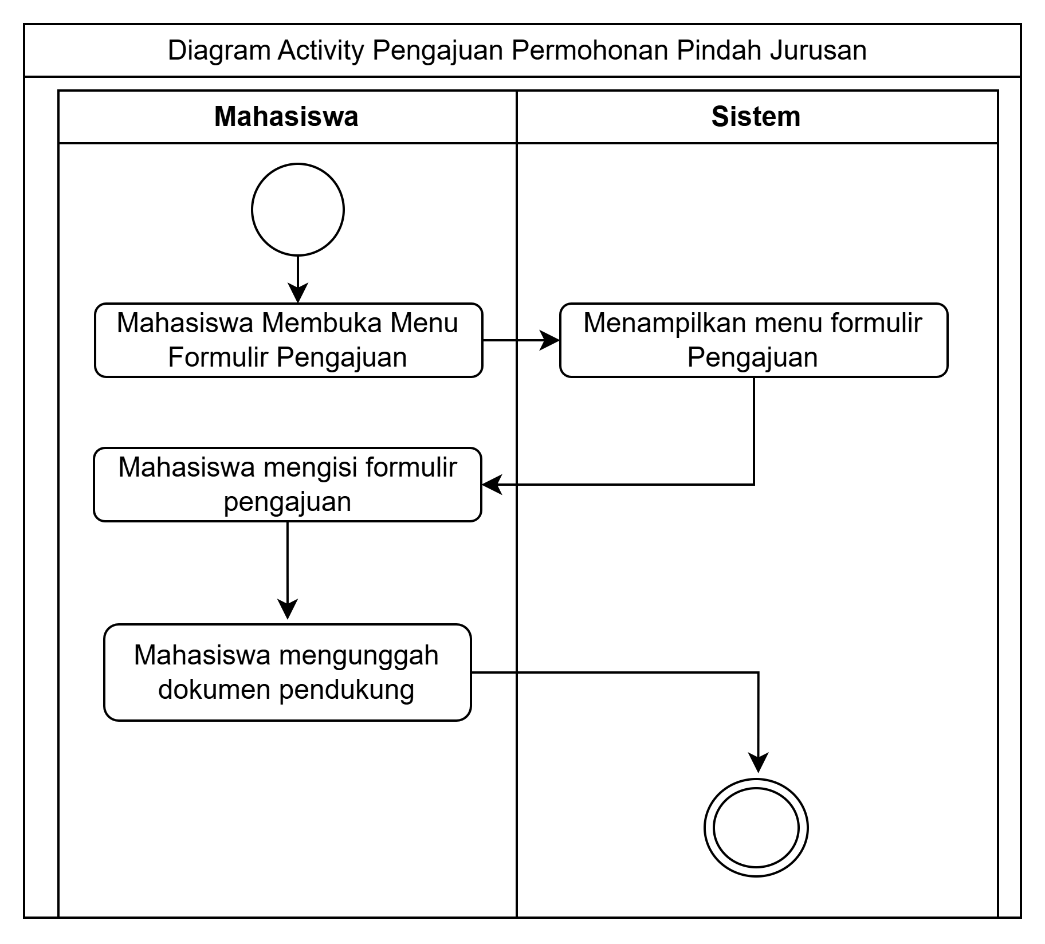 Diagram Activity Pengajuan Permohonan Pindah Jurusan
Mahasiswa
Sistem
Mahasiswa Membuka Menu
Formulir Pengajuan
Menampilkan menu formulir
Pengajuan
Mahasiswa mengisi formulir
pengajuan
Mahasiswa mengunggah
dokumen pendukung